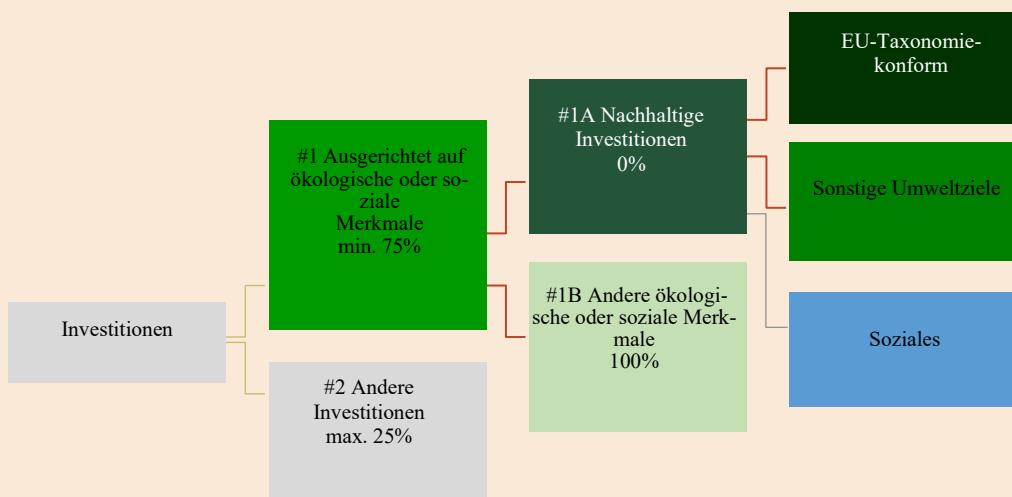 Investitionen
#1 Ausgerichtet auf
ökologische oder so-
ziale
Merkmale
min. 75%
#2 Andere
Investitionen
max. 25%
#1A Nachhaltige
Investitionen
0%
#1B Andere ökologi-
sche oder soziale Merk-
male
100%
EU-Taxonomie-
konform
Sonstige Umweltziele
Soziales